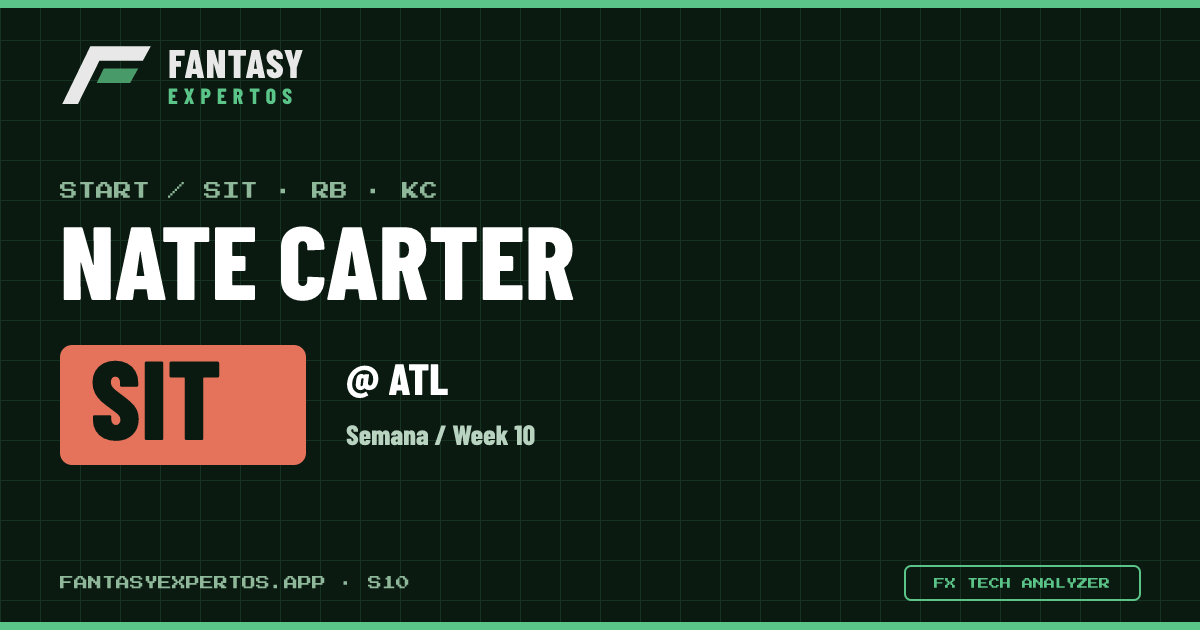 FANTASY
EXPERTOS
START / SIT · RB · KC
NATE CARTER
SIT
@ ATL
Semana / Week 10
FANTASYEXPERTOS.APP · S10
FX TECH ANALYZER